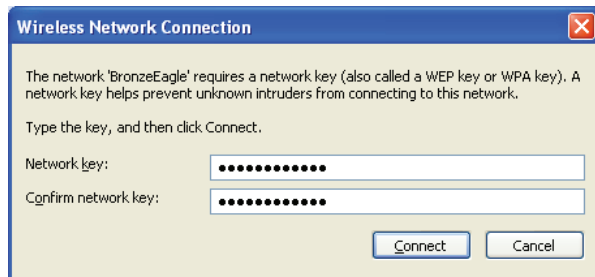 Wireless Network Connection
The network 'BronzeEagle' requires a network key (also called a WEP key or WPA key). A
network key helps prevent unknown intruders from connecting to this network.
Type the key, and then click Connect.
Network key: ●●●●●●●●●●●●
Confirm network key: ●●●●●●●●●●●●
Connect Cancel